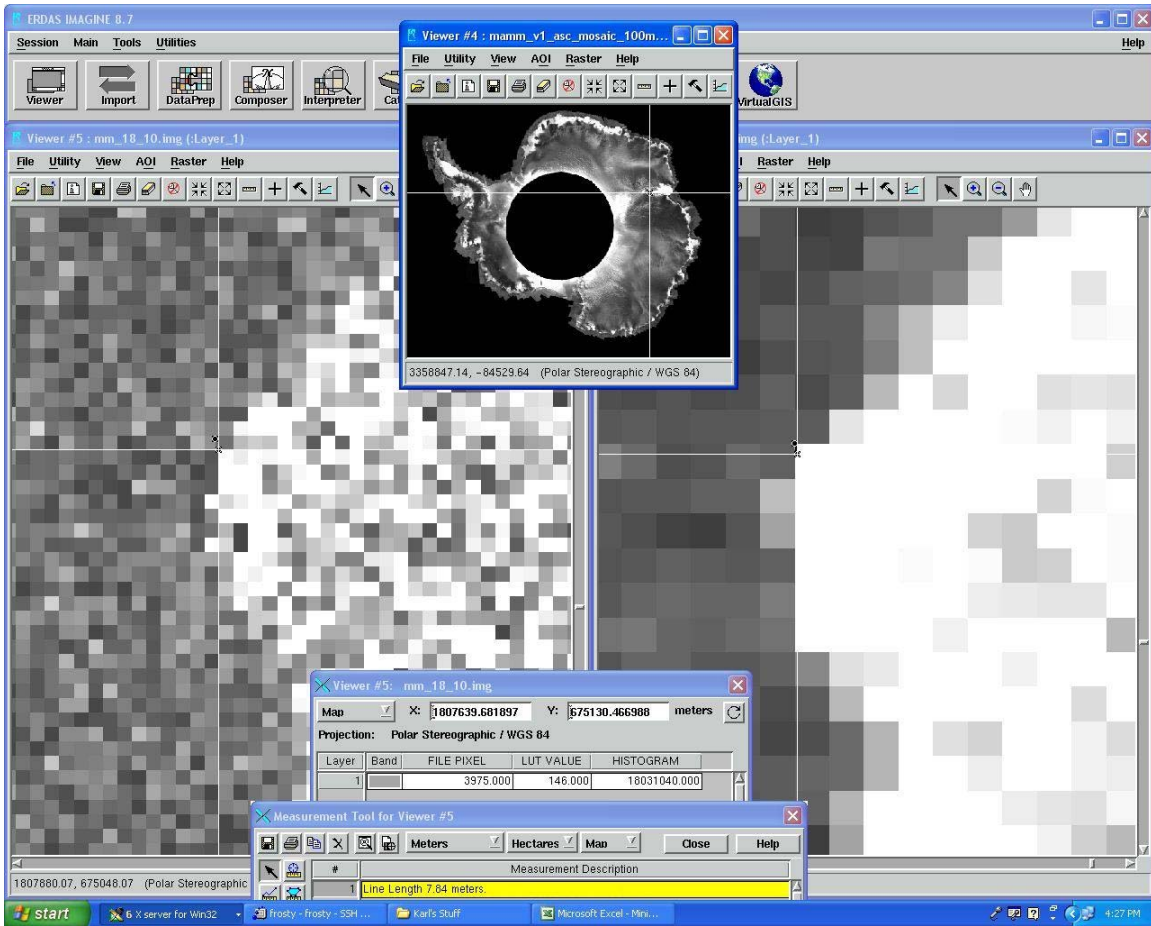 ERDAS IMAGINE 8.7
Session Main Tools Utilities
Help
Viewer
Import
DataPrep
Composer
Interpreter
VirtualGIS
Viewer #4 : mamm_v1_asc_mosaic_100m...
File Utility View AOI Raster Help
3358847.14, -84529.64 (Polar Stereographic / WGS 84)
Viewer #5 : mm_18_10.img (:Layer_1)
File Utility View AOI Raster Help
img (:Layer_1)
Raster Help
Viewer #5: mm_18_10.img
Map X: 1807639.681897 Y: 675130.466988 meters
Projection: Polar Stereographic / WGS 84
Layer Band FILE PIXEL LUT VALUE HISTOGRAM
1 3975.000 146.000 18031040.000
Measurement Tool for Viewer #5
Meters Hectares Map Close Help
# Measurement Description
1 Line Length 7.84 meters.
1807880.07, 675048.07 (Polar Stereographic
start
6 X server for Win32
frosty - frosty - SSH ...
Karl's Stuff
Microsoft Excel - Mini...
4:27 PM